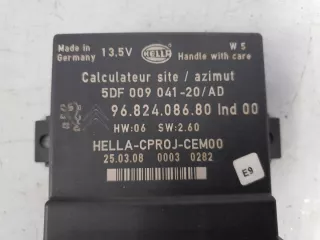 Made in
Germany
13.5V
HELLA
W 5
Handle with care
Calculateur site / azimut
5DF 009 041-20/AD
96.824.086.80 Ind 00
HW:06 SW:2.60
HELLA-CPROJ-CEM00
25.03.08 0003 0282
E9